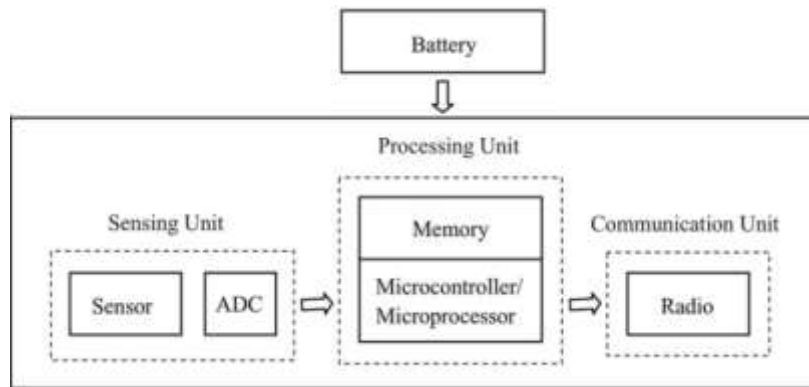 Battery
Processing Unit
Sensing Unit
Communication Unit
Memory
Sensor
ADC
Microcontroller/
Microprocessor
Radio